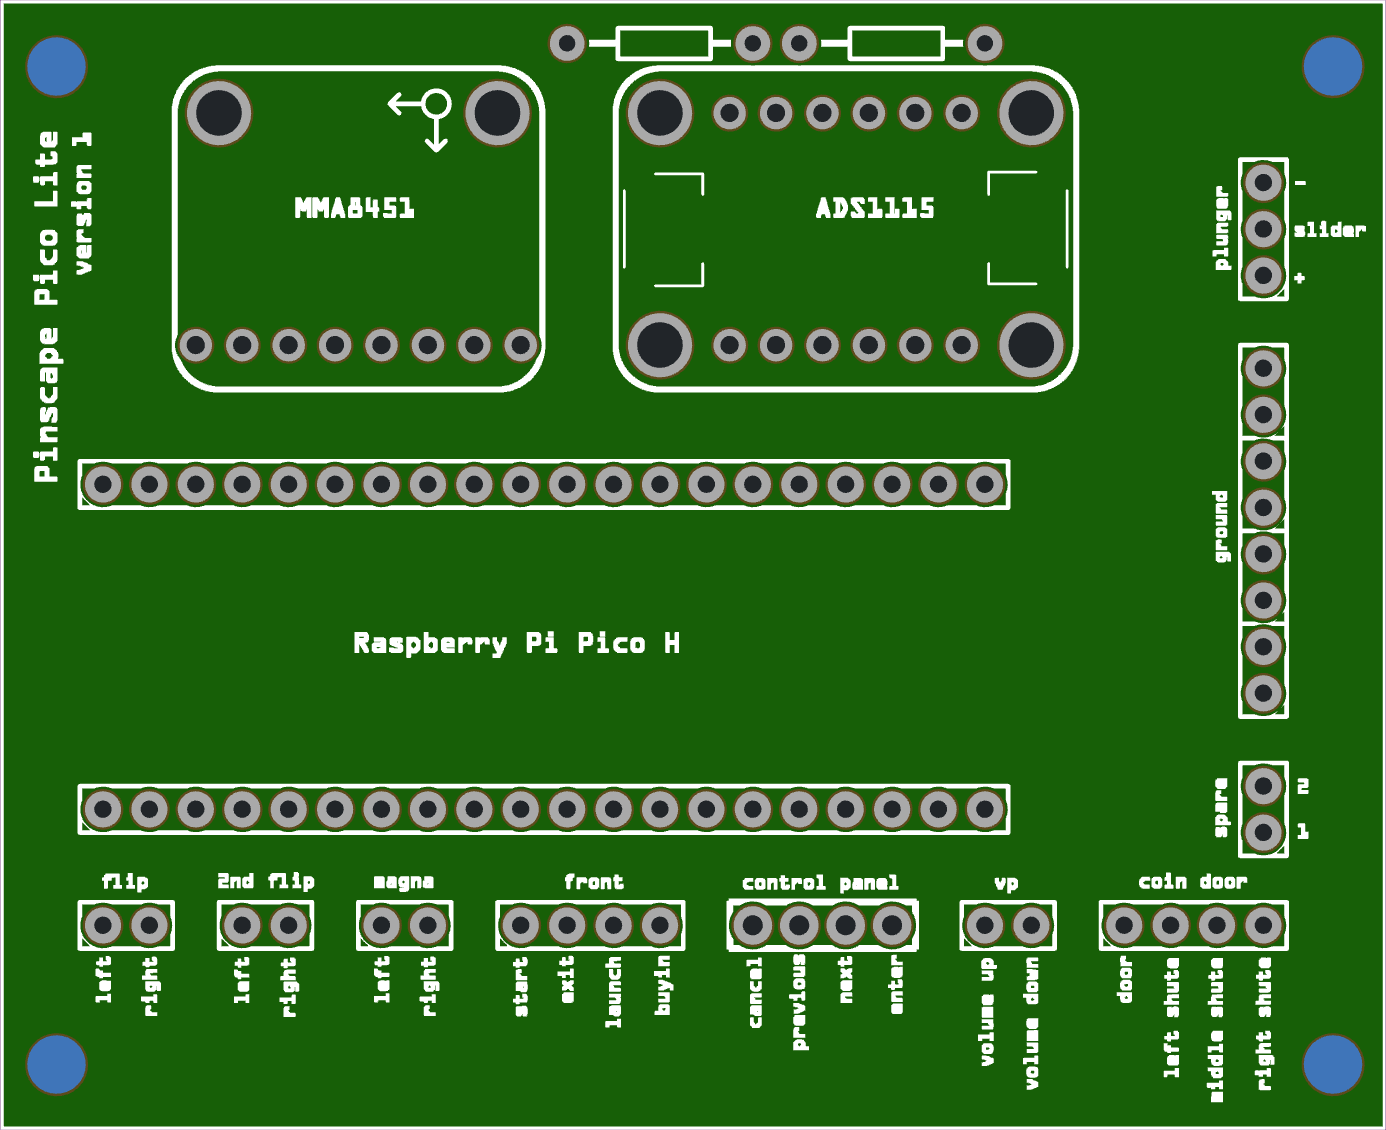 Pinscape Pico Lite
version 1
MMA8451
ADS1115
plunger
-
slider
+
ground
Raspberry Pi Pico H
spare
2
1
flip
2nd flip
magna
front
control panel
vp
coin door
left
right
left
right
left
right
start
exit
launch
buyin
cancel
previous
next
enter
volume up
volume down
door
left shute
middle shute
right shute